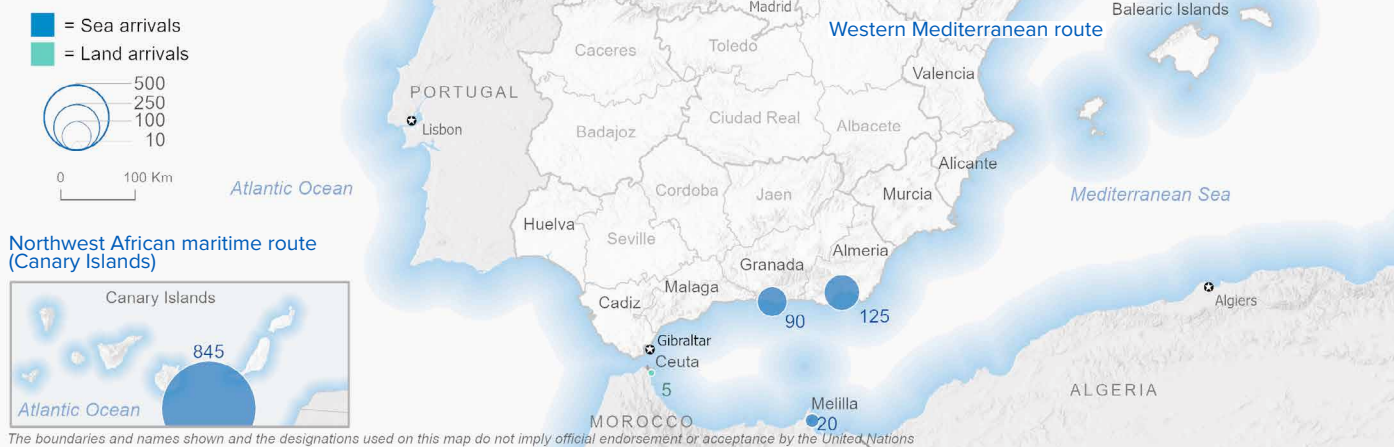 Madrid
Balearic Islands
= Sea arrivals
Western Mediterranean route
= Land arrivals
Caceres
Toledo
Valencia
500
250
100
10
PORTUGAL
Lisbon
Badajoz
Ciudad Real
Albacete
Alicante
0 100 Km
Atlantic Ocean
Cordoba
Jaen
Murcia
Mediterranean Sea
Huelva
Seville
Almeria
Northwest African maritime route
(Canary Islands)
Granada
Malaga
Cadiz
Algiers
Canary Islands
90
125
845
Gibraltar
Ceuta
5
ALGERIA
Atlantic Ocean
Melilla
20
MOROCCO
The boundaries and names shown and the designations used on this map do not imply official endorsement or acceptance by the United Nations